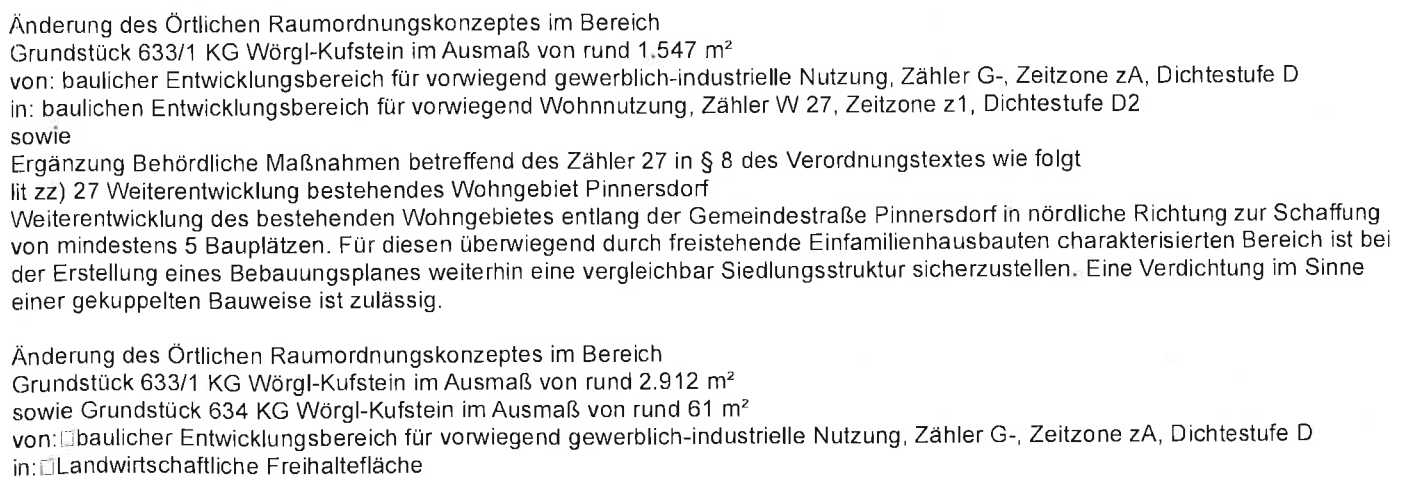 Änderung des Örtlichen Raumordnungskonzeptes im Bereich
Grundstück 633/1 KG Wörgl-Kufstein im Ausmaß von rund 1.547 m²
von: baulicher Entwicklungsbereich für vorwiegend gewerblich-industrielle Nutzung, Zähler G-, Zeitzone zA, Dichtestufe D
in: baulichen Entwicklungsbereich für vorwiegend Wohnnutzung, Zähler W 27, Zeitzone z1, Dichtestufe D2
sowie
Ergänzung Behördliche Maßnahmen betreffend des Zähler 27 in § 8 des Verordnungstextes wie folgt
lit zz) 27 Weiterentwicklung bestehendes Wohngebiet Pinnersdorf
Weiterentwicklung des bestehenden Wohngebietes entlang der Gemeindestraße Pinnersdorf in nördliche Richtung zur Schaffung
von mindestens 5 Bauplätzen. Für diesen überwiegend durch freistehende Einfamilienhausbauten charakterisierten Bereich ist bei
der Erstellung eines Bebauungsplanes weiterhin eine vergleichbar Siedlungsstruktur sicherzustellen. Eine Verdichtung im Sinne
einer gekuppelten Bauweise ist zulässig.
Änderung des Örtlichen Raumordnungskonzeptes im Bereich
Grundstück 633/1 KG Wörgl-Kufstein im Ausmaß von rund 2.912 m²
sowie Grundstück 634 KG Wörgl-Kufstein im Ausmaß von rund 61 m²
von:□baulicher Entwicklungsbereich für vorwiegend gewerblich-industrielle Nutzung, Zähler G-, Zeitzone zA, Dichtestufe D
in:□Landwirtschaftliche Freihaltefläche